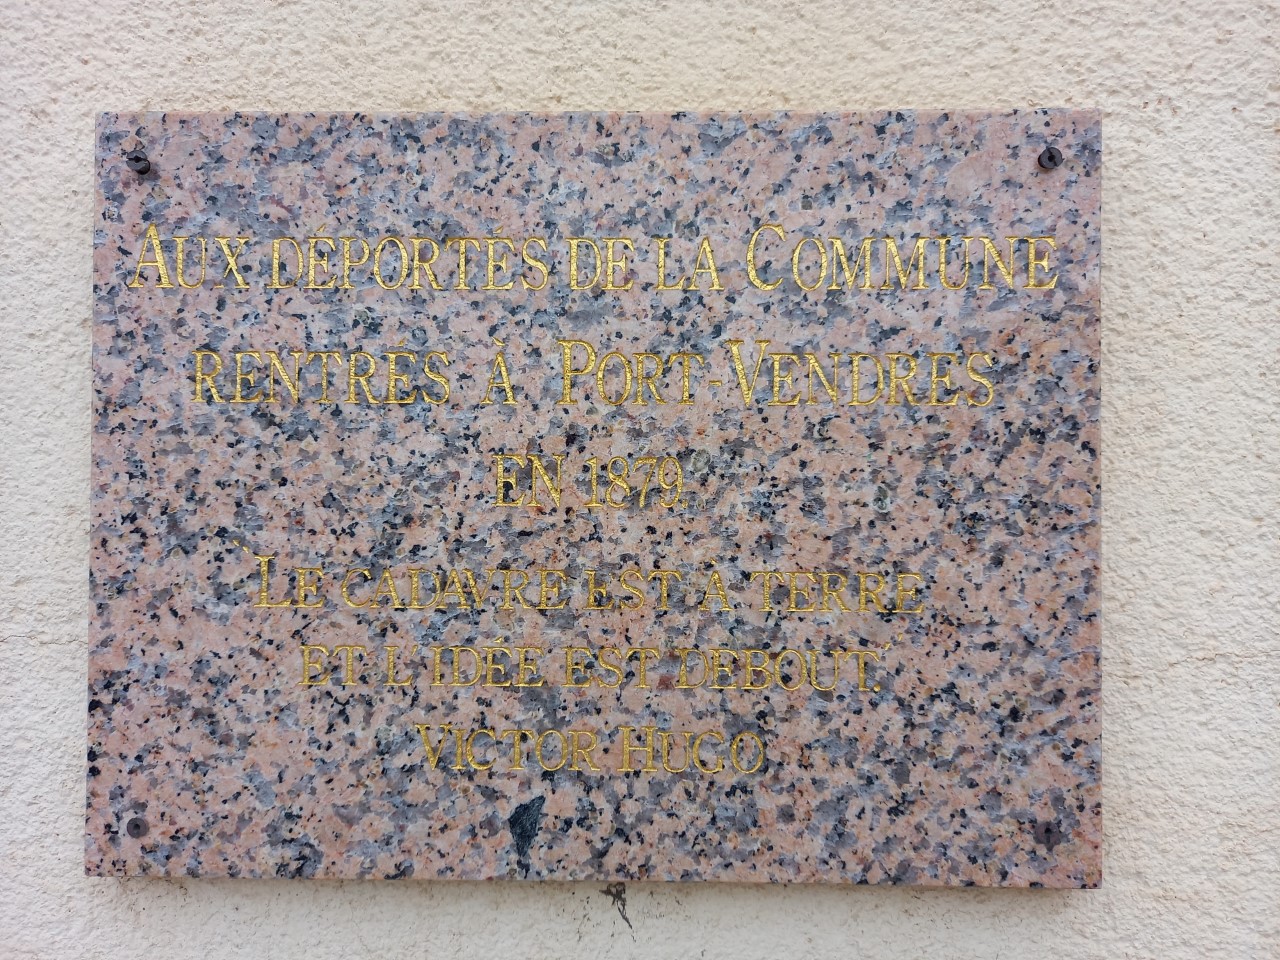 AUX DÉPORTÉS DE LA COMMUNE
RENTRÉS À PORT-VENDRES
EN 1879.
"LE CADAVRE EST A TERRE
ET L'IDÉE EST DEBOUT."
VICTOR HUGO